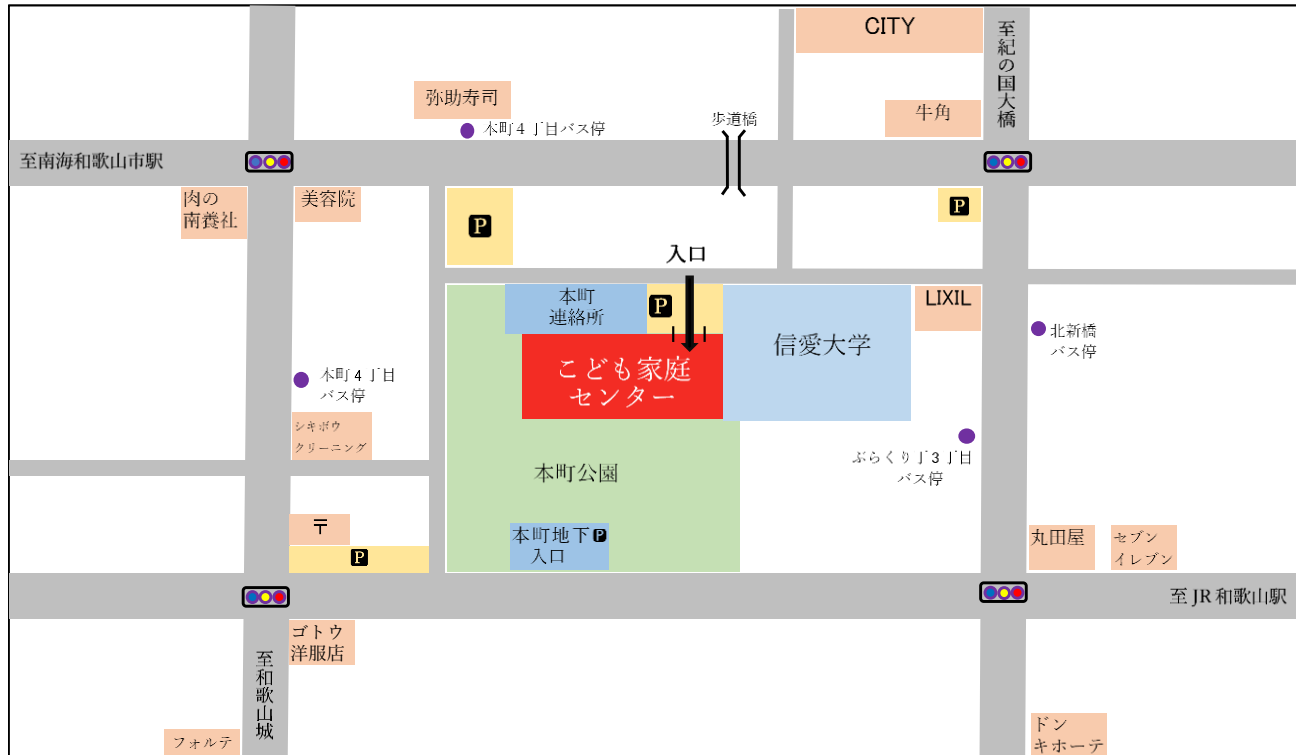 CITY
至紀の国大橋
弥助寿司
牛角
本町4丁目バス停
歩道橋
至南海和歌山市駅
肉の
南養社
美容院
P
P
入口
本町
連絡所
P
LIXIL
信愛大学
北新橋
バス停
こども家庭
センター
本町4丁目
バス停
シキボウ
クリーニング
ぶらくり丁3丁目
バス停
本町公園
〒
本町地下P
入口
丸田屋
セブン
イレブン
P
至JR和歌山駅
ゴトウ
洋服店
至和歌山城
フォルテ
ドン
キホーテ